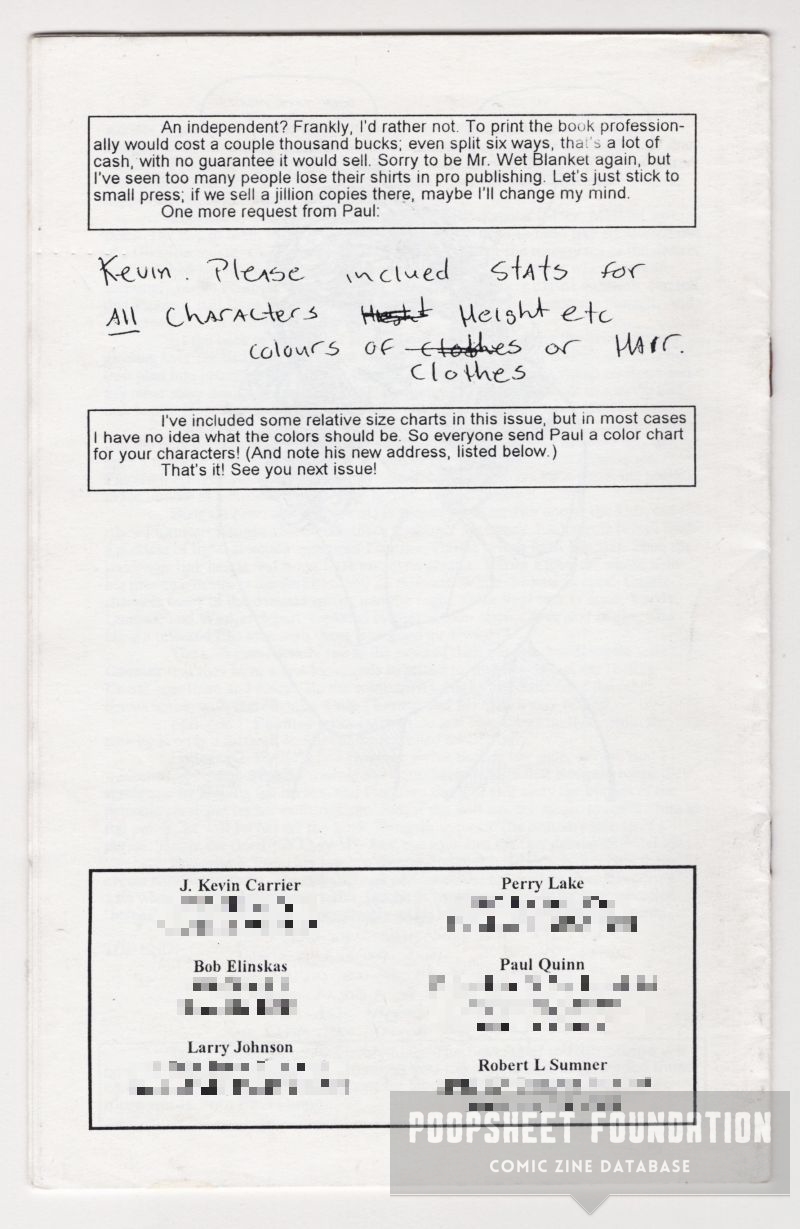 An independent? Frankly, I'd rather not. To print the book profession-
ally would cost a couple thousand bucks; even split six ways, that's a lot of
cash, with no guarantee it would sell. Sorry to be Mr. Wet Blanket again, but
I've seen too many people lose their shirts in pro publishing. Let's just stick to
small press; if we sell a jillion copies there, maybe I'll change my mind.
One more request from Paul:
Kevin. Please inclued Stats for
All Characters Height Height etc
colours of clothes or Hair.
Clothes
I've included some relative size charts in this issue, but in most cases
I have no idea what the colors should be. So everyone send Paul a color chart
for your characters! (And note his new address, listed below.)
That's it! See you next issue!
J. Kevin Carrier
Bob Elinskas
Larry Johnson
Perry Lake
Paul Quinn
Robert L Sumner
POOPSHEET FOUNDATION
COMIC ZINE DATABASE